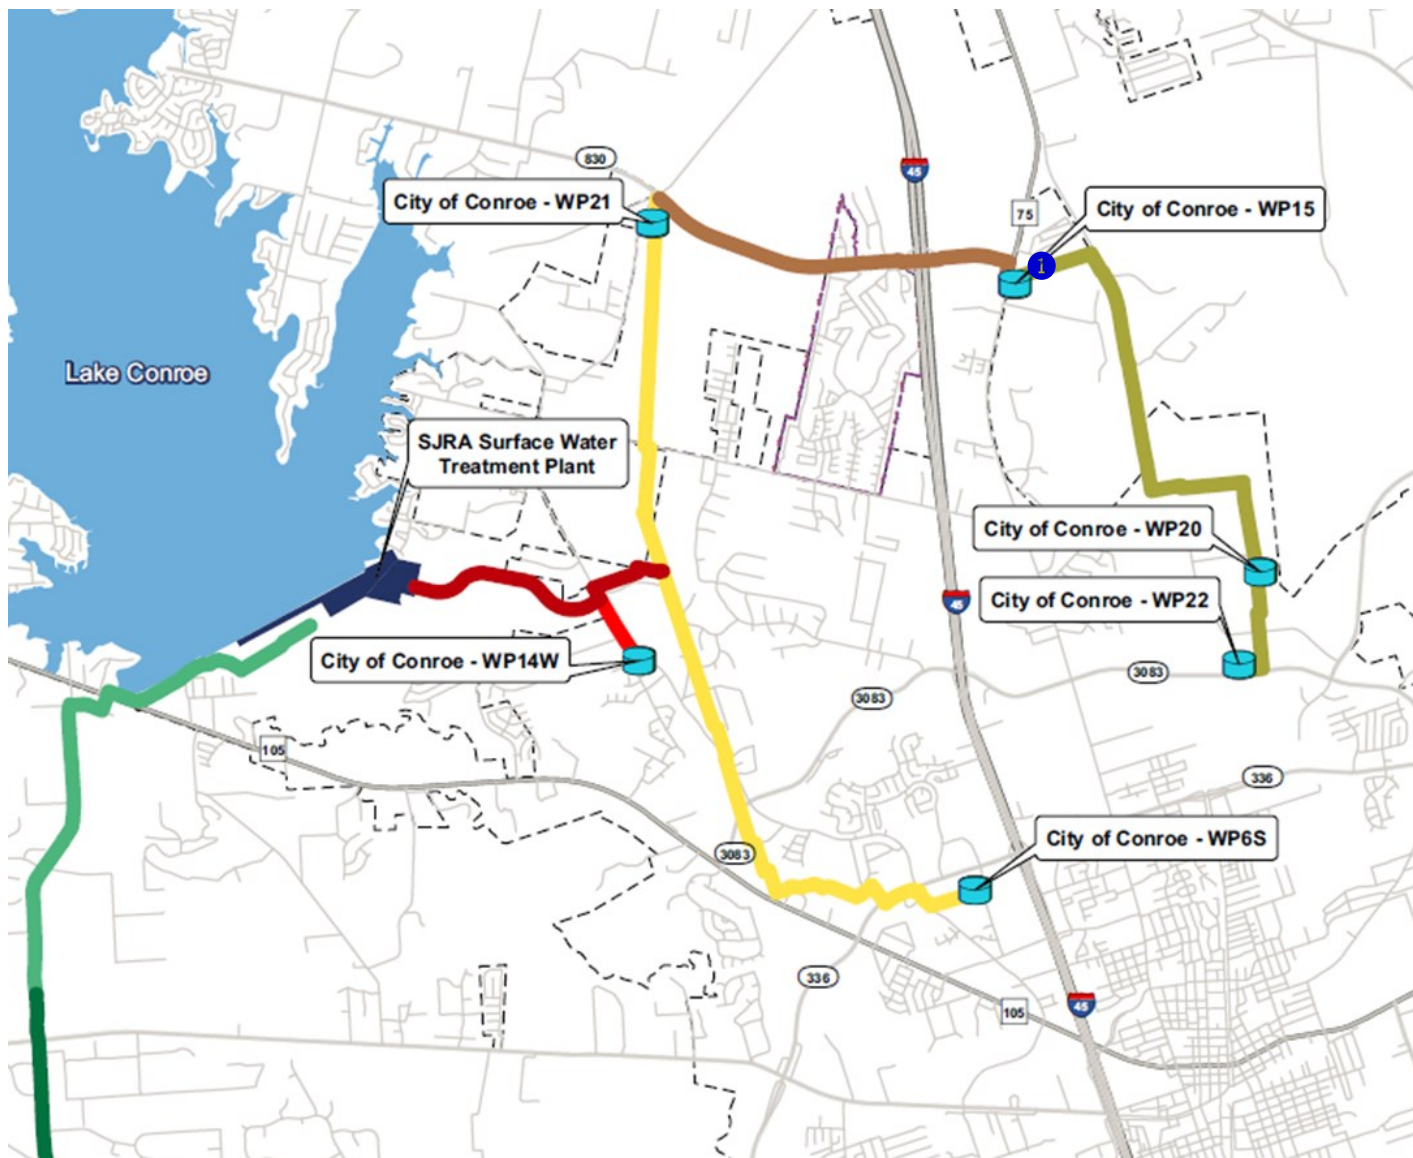 830
45
City of Conroe - WP21
City of Conroe - WP15
75
i
Lake Conroe
SJRA Surface Water
Treatment Plant
City of Conroe - WP20
City of Conroe - WP22
45
City of Conroe - WP14W
3083
3083
105
336
City of Conroe - WP6S
3083
336
105
45